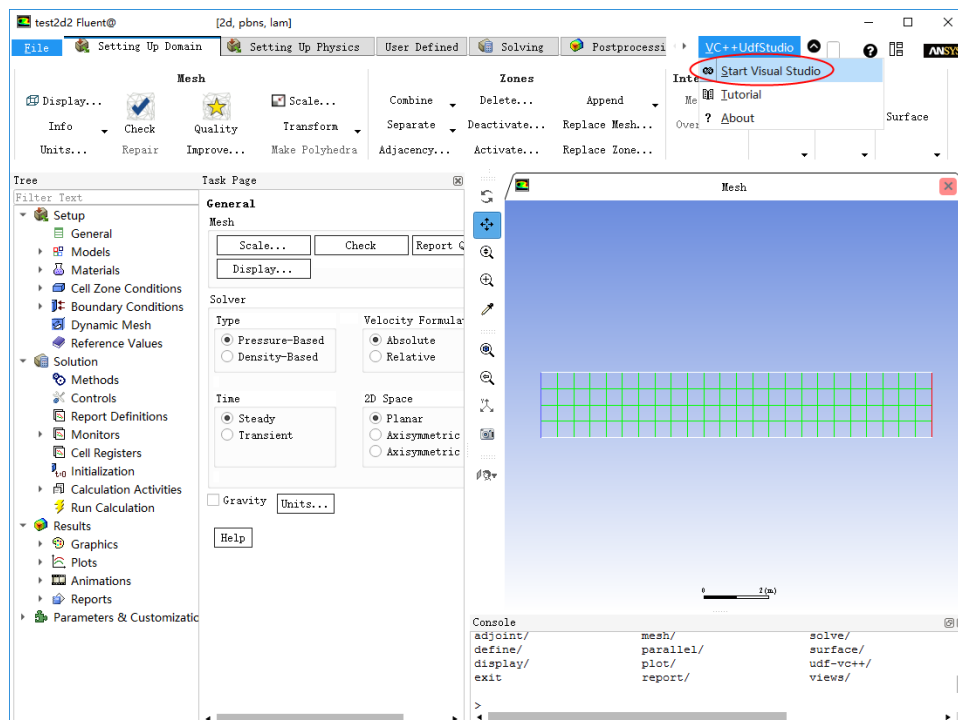 test2d2 Fluent@ [2d, pbns, lam]
File Setting Up Domain Setting Up Physics User Defined Solving Postprocessi VC++UdfStudio ANSYS
Start Visual Studio
Tutorial
About
Mesh Zones Inte
Display... Scale... Combine Delete... Append Me
Info Check Quality Transform Separate Deactivate... Replace Mesh... Over Surface
Units... Repair Improve... Make Polyhedra Adjacency... Activate... Replace Zone...
Tree
Filter Text
Setup
General
Models
Materials
Cell Zone Conditions
Boundary Conditions
Dynamic Mesh
Reference Values
Solution
Methods
Controls
Report Definitions
Monitors
Cell Registers
Initialization
Calculation Activities
Run Calculation
Results
Graphics
Plots
Animations
Reports
Parameters & Customizatic
Task Page
General
Mesh
Scale... Check Report Q
Display...
Solver
Type Velocity Formula
Pressure-Based Absolute
Density-Based Relative
Time 2D Space
Steady Planar
Transient Axisymmetric
Axisymmetric
Gravity Units...
Help
Mesh
0 2 (m)
Console
adjoint/ mesh/ solve/
define/ parallel/ surface/
display/ plot/ udf-vc++/
exit report/ views/
>